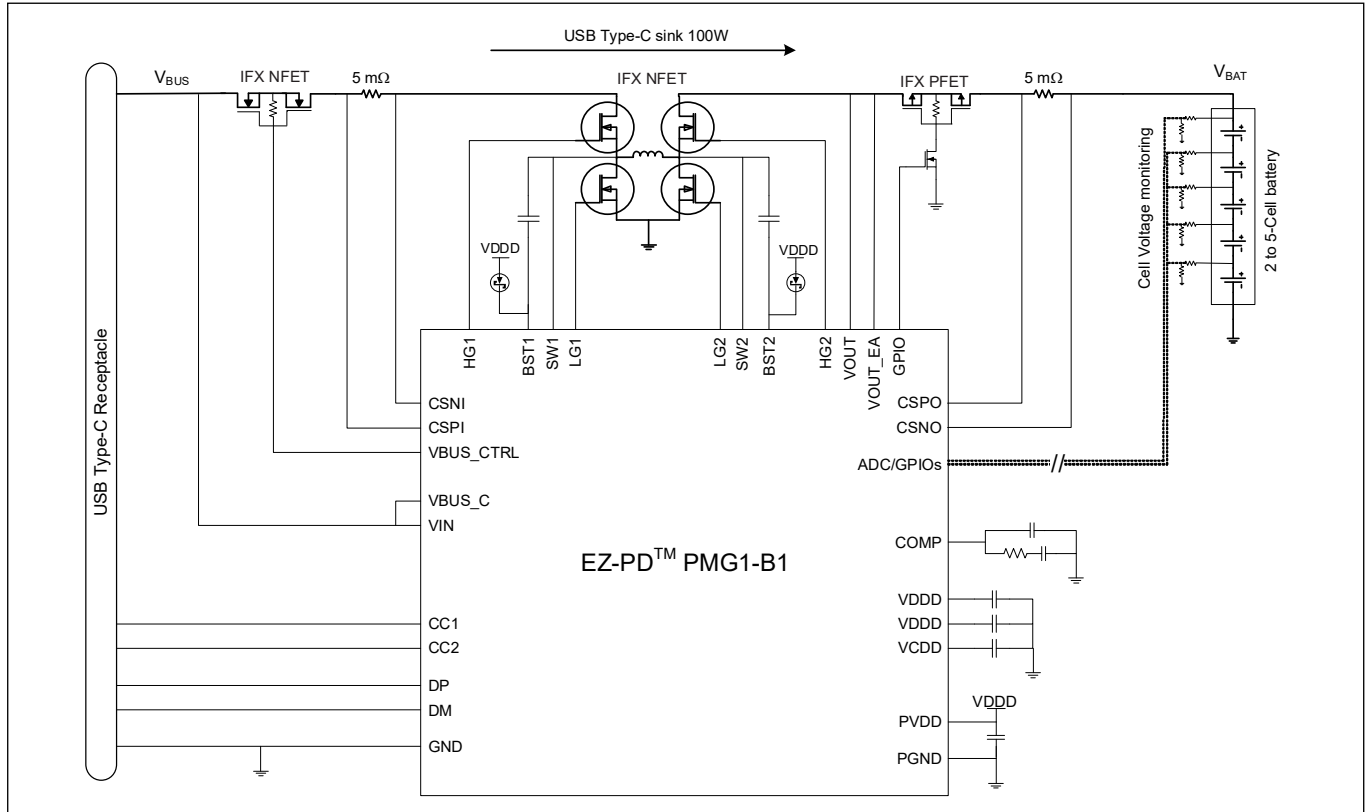 USB Type-C sink 100W
VBUS
IFX NFET
5 mΩ
IFX NFET
IFX PFET
5 mΩ
VBAT
USB Type-C Receptacle
Cell Voltage monitoring
2 to 5-Cell battery
VDDD
VDDD
HG1
BST1
SW1
LG1
LG2
SW2
BST2
HG2
VOUT
VOUT_EA
GPIO
CSNI
CSPI
VBUS_CTRL
VBUS_C
VIN
CC1
CC2
DP
DM
GND
EZ-PD™ PMG1-B1
CSPO
CSNO
ADC/GPIOs
COMP
VDDD
VDDD
VCDD
VDDD
PVDD
PGND